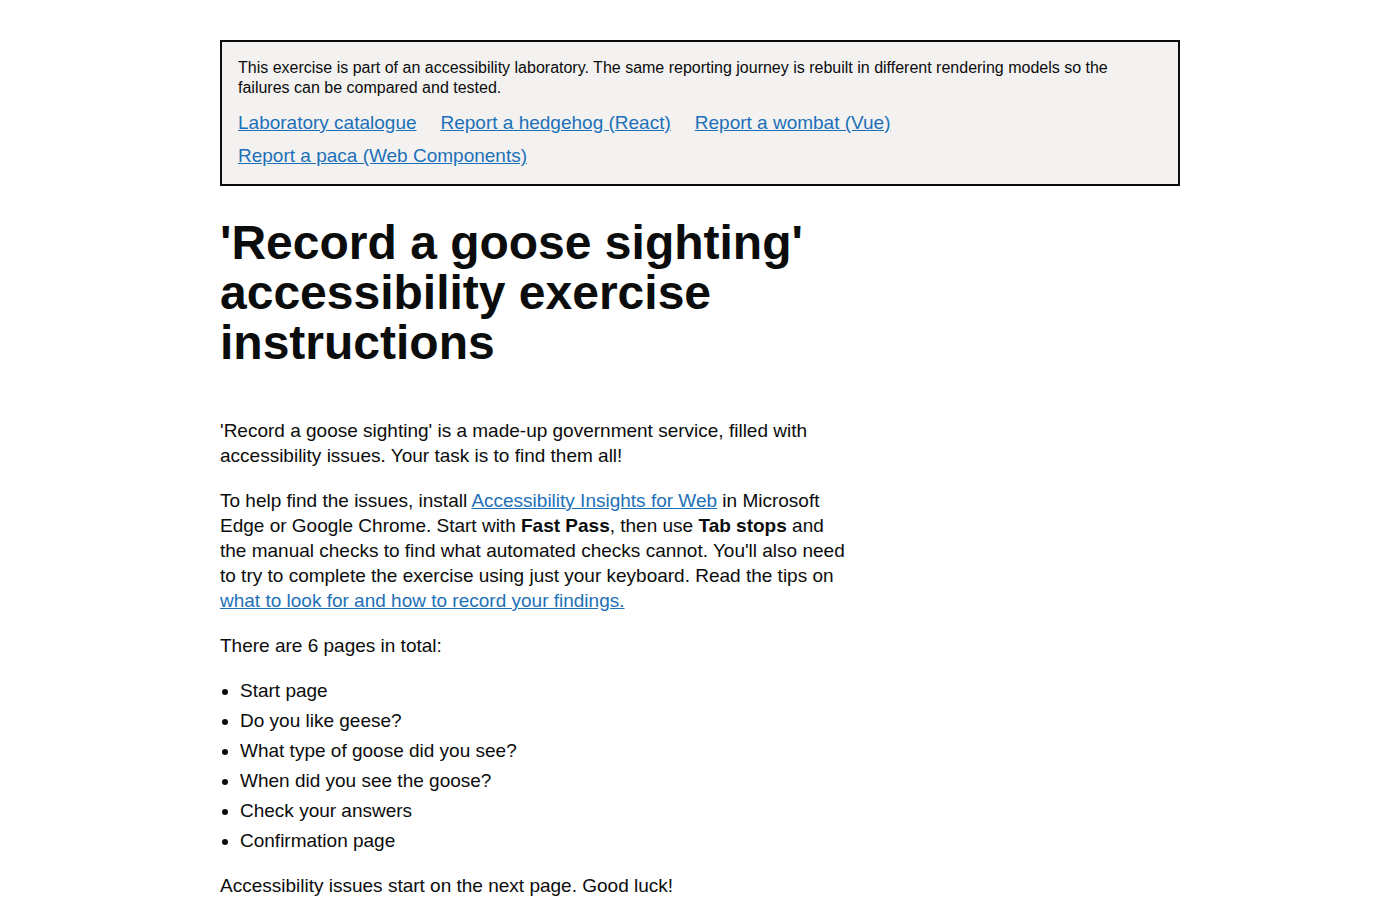 This exercise is part of an accessibility laboratory. The same reporting journey is rebuilt in different rendering models so the
failures can be compared and tested.
Laboratory catalogue Report a hedgehog (React) Report a wombat (Vue)
Report a paca (Web Components)
'Record a goose sighting'
accessibility exercise
instructions
'Record a goose sighting' is a made-up government service, filled with
accessibility issues. Your task is to find them all!
To help find the issues, install Accessibility Insights for Web in Microsoft
Edge or Google Chrome. Start with Fast Pass, then use Tab stops and
the manual checks to find what automated checks cannot. You'll also need
to try to complete the exercise using just your keyboard. Read the tips on
what to look for and how to record your findings.
There are 6 pages in total:
• Start page
• Do you like geese?
• What type of goose did you see?
• When did you see the goose?
• Check your answers
• Confirmation page
Accessibility issues start on the next page. Good luck!